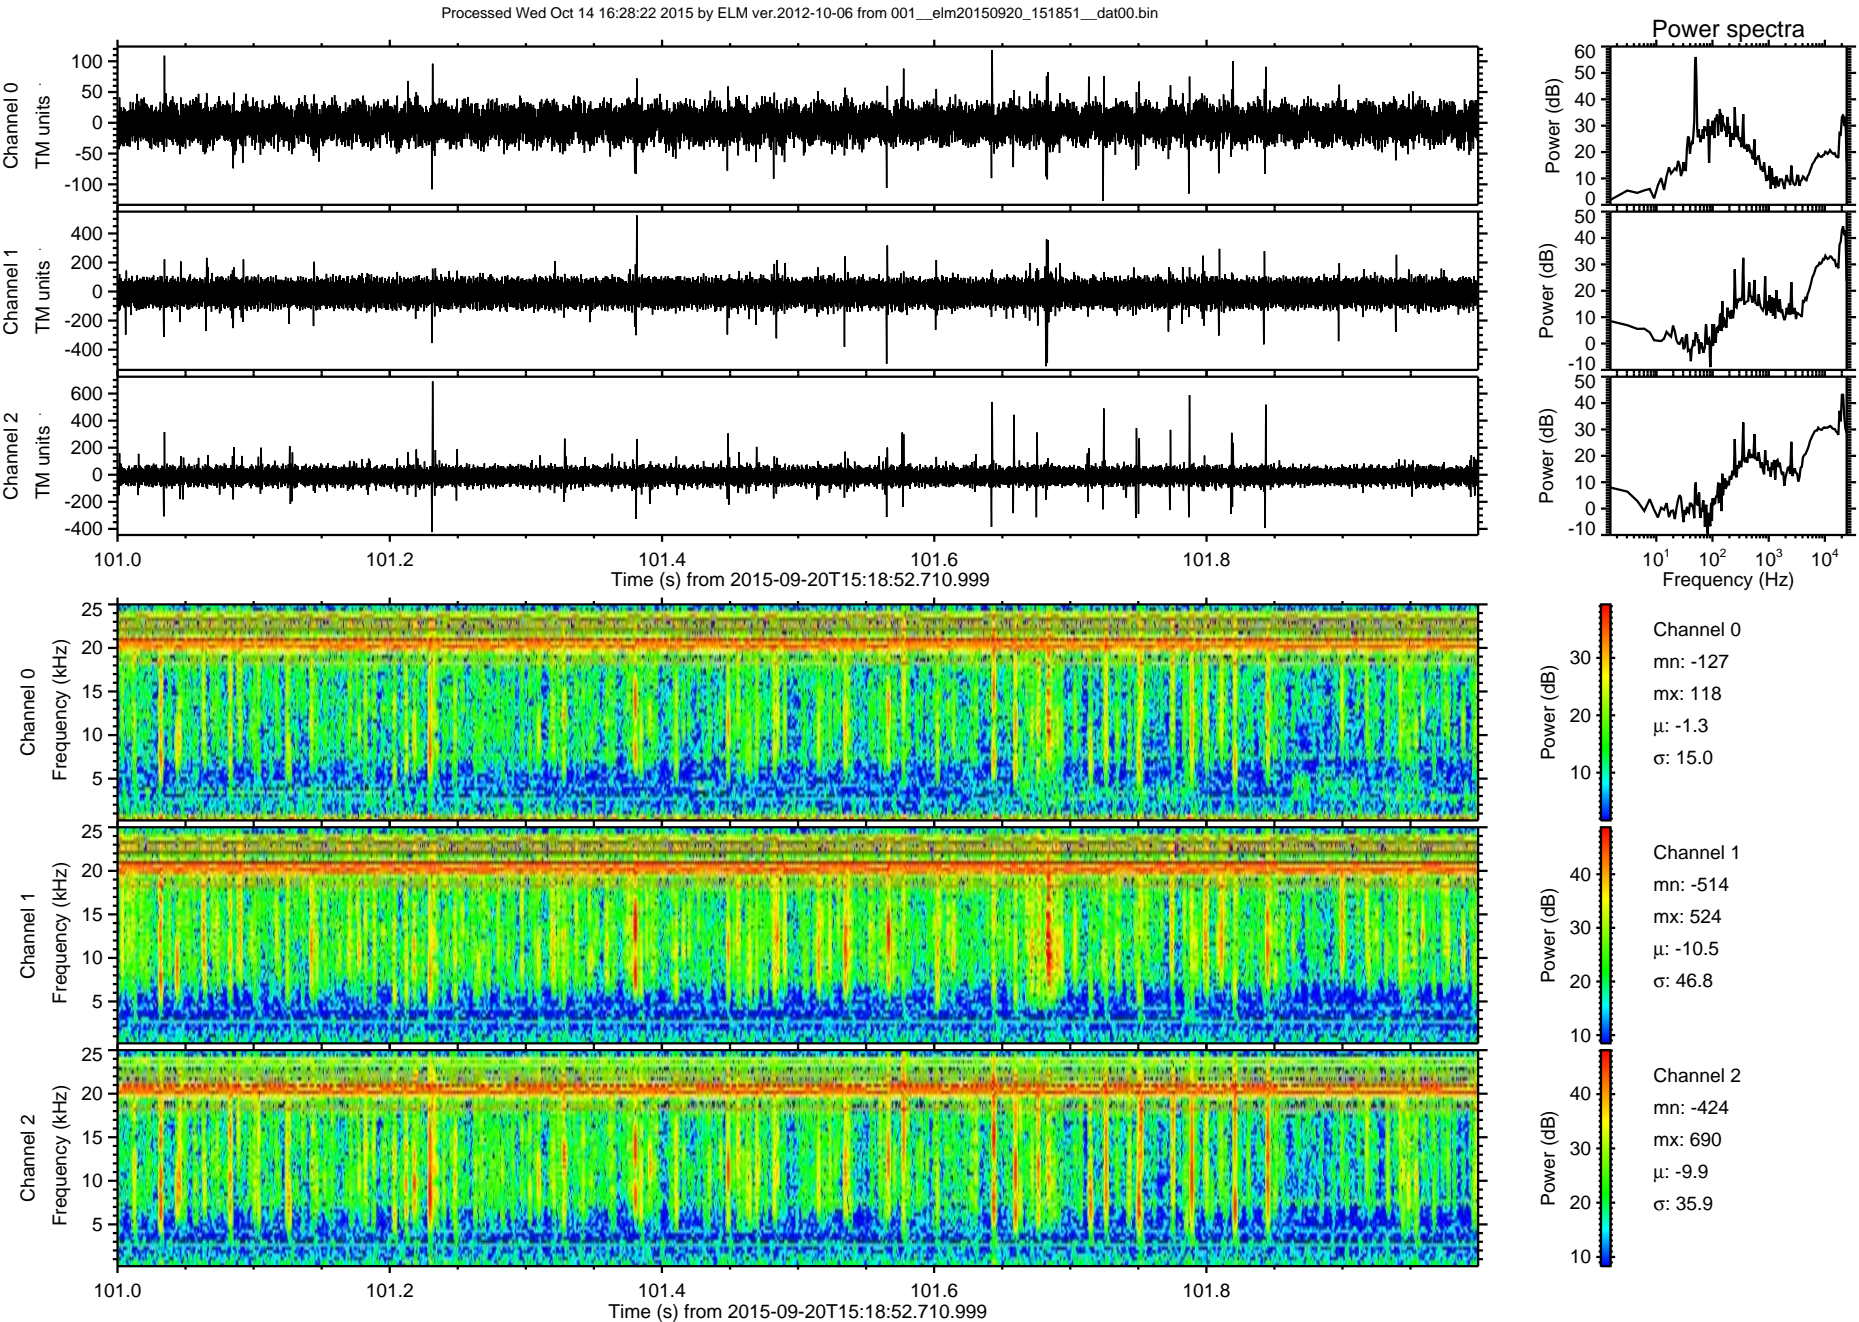 Processed Wed Oct 14 16:28:22 2015 by ELM ver.2012-10-06 from 001__elm20150920_151851__dat00.bin
Power spectra
Channel 0
TM units
100
50
0
-50
-100
Channel 1
TM units
400
200
0
-200
-400
Channel 2
TM units
600
400
200
0
-200
-400
101.0 101.2 101.4 101.6 101.8
Time (s) from 2015-09-20T15:18:52.710.999
Power (dB)
60
50
40
30
20
10
0
Power (dB)
50
40
30
20
10
0
-10
Power (dB)
50
40
30
20
10
0
-10
10¹ 10² 10³ 10⁴
Frequency (Hz)
Channel 0
Frequency (kHz)
25
20
15
10
5
Power (dB)
30
20
10
Channel 0
mn: -127
mx: 118
μ: -1.3
σ: 15.0
Channel 1
Frequency (kHz)
25
20
15
10
5
Power (dB)
40
30
20
10
Channel 1
mn: -514
mx: 524
μ: -10.5
σ: 46.8
Channel 2
Frequency (kHz)
25
20
15
10
5
Power (dB)
40
30
20
10
Channel 2
mn: -424
mx: 690
μ: -9.9
σ: 35.9
101.0 101.2 101.4 101.6 101.8
Time (s) from 2015-09-20T15:18:52.710.999